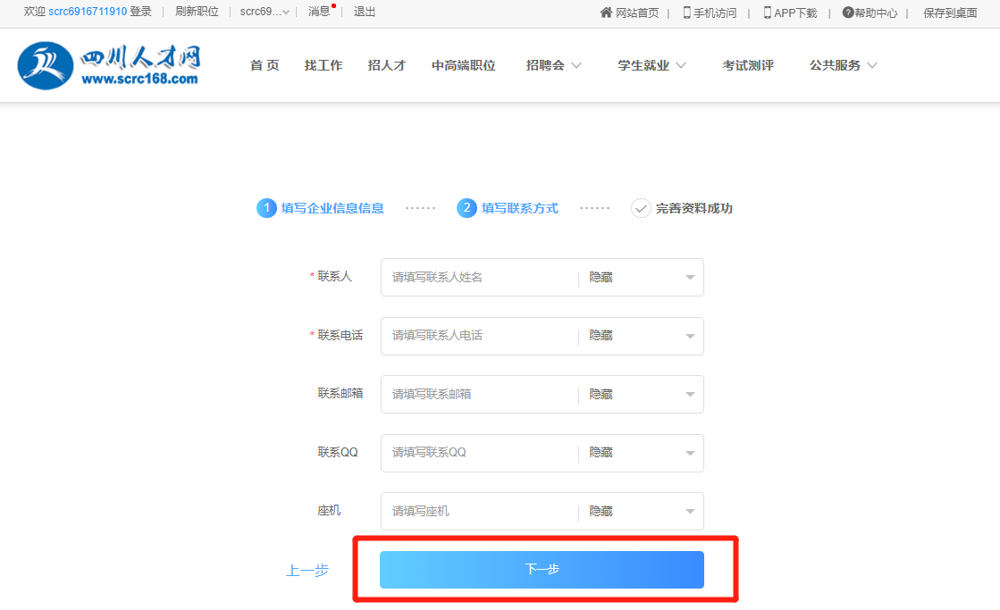 欢迎 scrc6916711910 登录 | 刷新职位 | scrc69... | 消息 | 退出 网站首页 | 手机访问 | APP下载 | ?帮助中心 | 保存到桌面
四川人才网 首 页 找工作 招人才 中高端职位 招聘会 学生就业 考试测评 公共服务
www.scrc168.com
1 填写企业信息信息 ······ 2 填写联系方式 ······ 完善资料成功
* 联系人 请填写联系人姓名 隐藏
* 联系电话 请填写联系人电话 隐藏
联系邮箱 请填写联系邮箱 隐藏
联系QQ 请填写联系QQ 隐藏
座机 请填写座机 隐藏
上一步 下一步